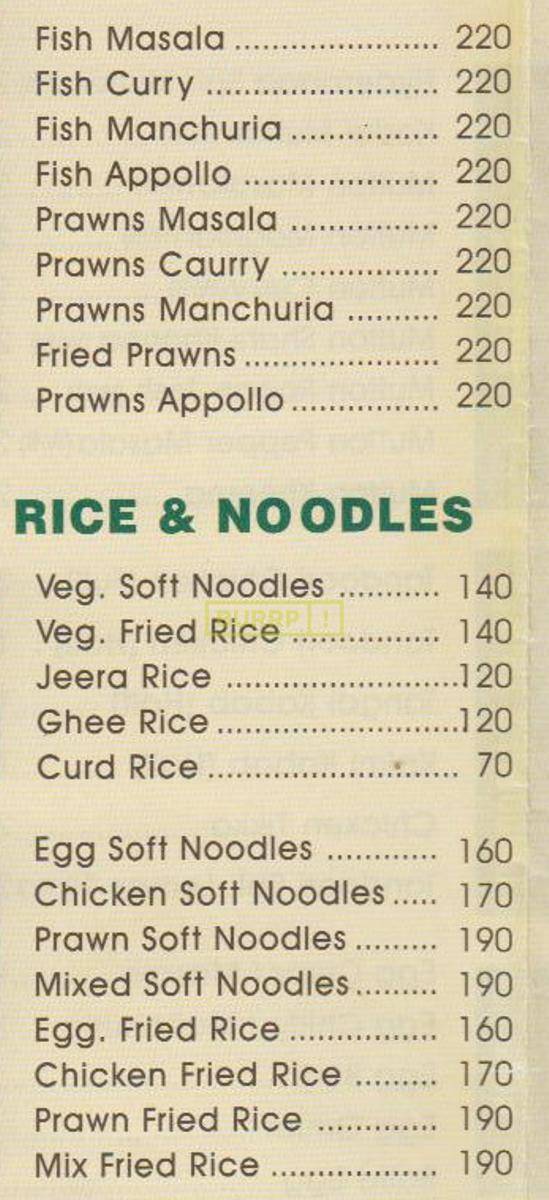 Fish Masala ...................... 220
Fish Curry ......................... 220
Fish Manchuria ................ 220
Fish Appollo ..................... 220
Prawns Masala ................ 220
Prawns Caurry ................. 220
Prawns Manchuria .......... 220
Fried Prawns ..................... 220
Prawns Appollo ................ 220
RICE & NOODLES
Veg. Soft Noodles ........... 140
BURRP!
Veg. Fried Rice ................ 140
Jeera Rice .........................120
Ghee Rice ..........................120
Curd Rice ........................... 70
Egg Soft Noodles ............ 160
Chicken Soft Noodles ..... 170
Prawn Soft Noodles ......... 190
Mixed Soft Noodles ......... 190
Egg. Fried Rice ................ 160
Chicken Fried Rice ......... 170
Prawn Fried Rice ............. 190
Mix Fried Rice .................. 190